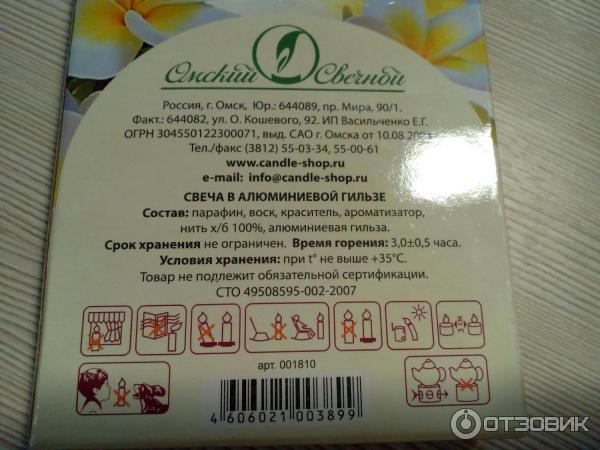 Омский Свечной
Россия, г. Омск, Юр.: 644089, пр. Мира, 90/1.
Факт.: 644082, ул. О. Кошевого, 92. ИП Васильченко Е.Г.
ОГРН 304550122300071, выд. САО г. Омска от 10.08.
Тел./факс (3812) 55-03-34, 55-00-61
www.candle-shop.ru
e-mail: info@candle-shop.ru
СВЕЧА В АЛЮМИНИЕВОЙ ГИЛЬЗЕ
Состав: парафин, воск, краситель, ароматизатор,
нить х/б 100%, алюминиевая гильза.
Срок хранения не ограничен. Время горения: 3,0±0,5 часа.
Условия хранения: при t° не выше +35°С.
Товар не подлежит обязательной сертификации.
СТО 49508595-002-2007
арт. 001810
4 606021 003899
ОТЗОВИК